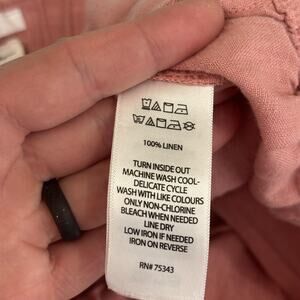 100% LINEN
TURN INSIDE OUT
MACHINE WASH COOL-
DELICATE CYCLE
WASH WITH LIKE COLOURS
ONLY NON-CHLORINE
BLEACH WHEN NEEDED
LINE DRY
LOW IRON IF NEEDED
IRON ON REVERSE
RN# 75343